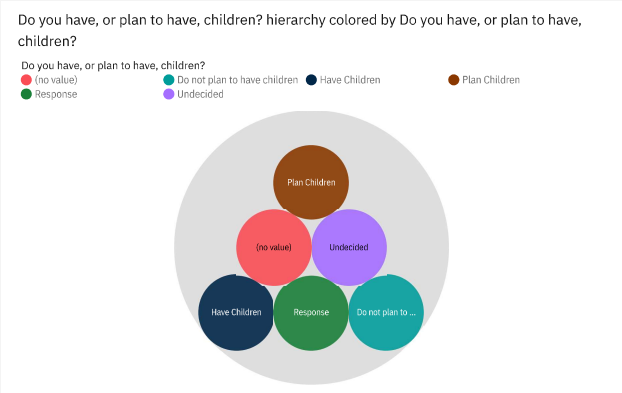 Do you have, or plan to have, children? hierarchy colored by Do you have, or plan to have,
children?
Do you have, or plan to have, children?
(no value) Do not plan to have children Have Children Plan Children
Response Undecided
Plan Children
(no value) Undecided
Have Children Response Do not plan to ...